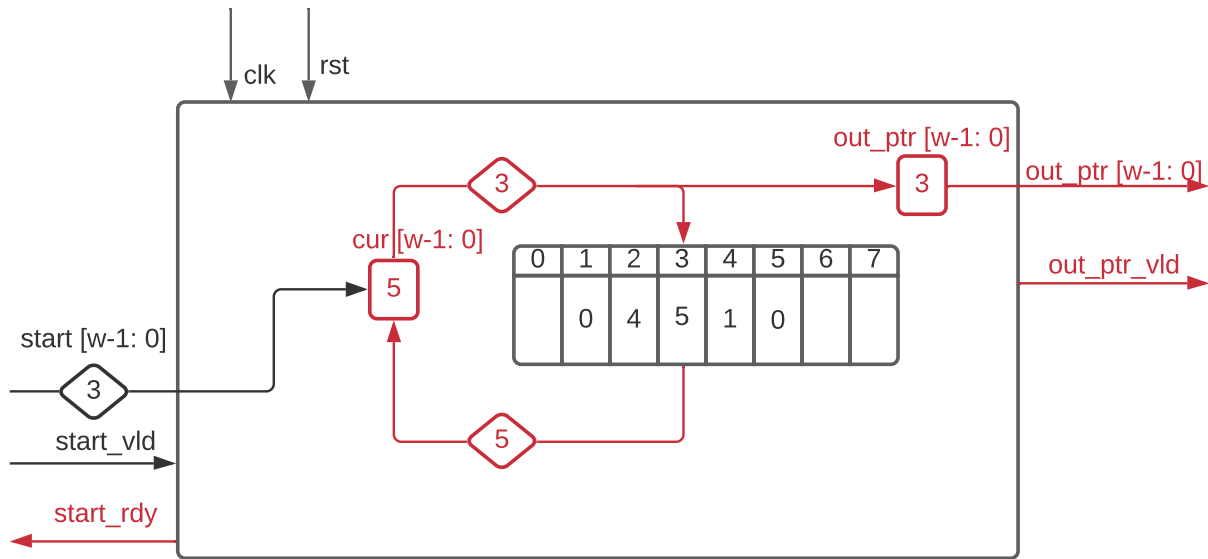 clk
rst
out_ptr [w-1: 0]
3
3
out_ptr [w-1: 0]
cur [w-1: 0]
0 1 2 3 4 5 6 7
out_ptr_vld
5
0 4 5 1 0
start [w-1: 0]
3
start_vld
5
start_rdy